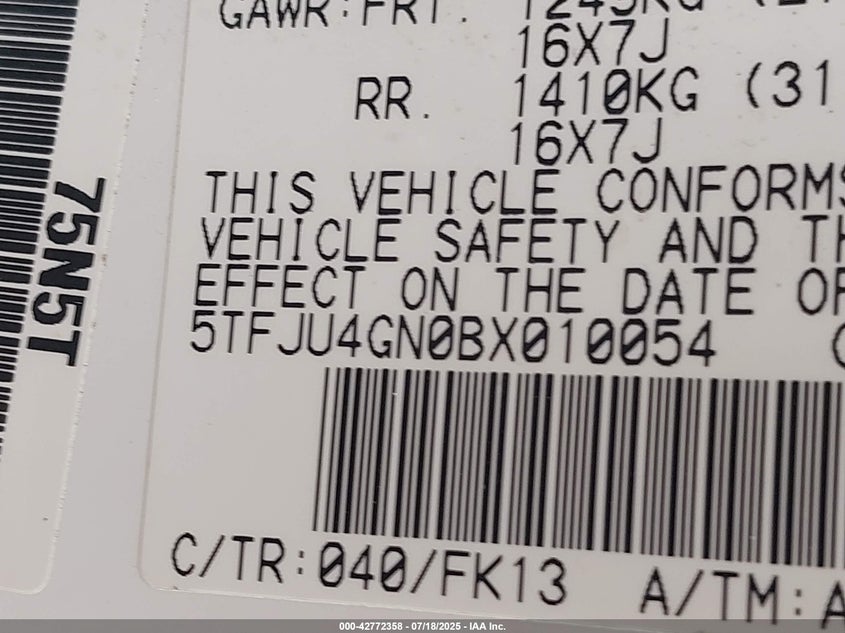 GAWR:FRT. 1245KG
16X7J
RR. 1410KG (31
16X7J
THIS VEHICLE CONFORMS
VEHICLE SAFETY AND TH
EFFECT ON THE DATE OF
5TFJU4GN0BX010054
C/TR:040/FK13 A/TM:A
75N5T
000-42772358 - 07/18/2025 - IAA Inc.